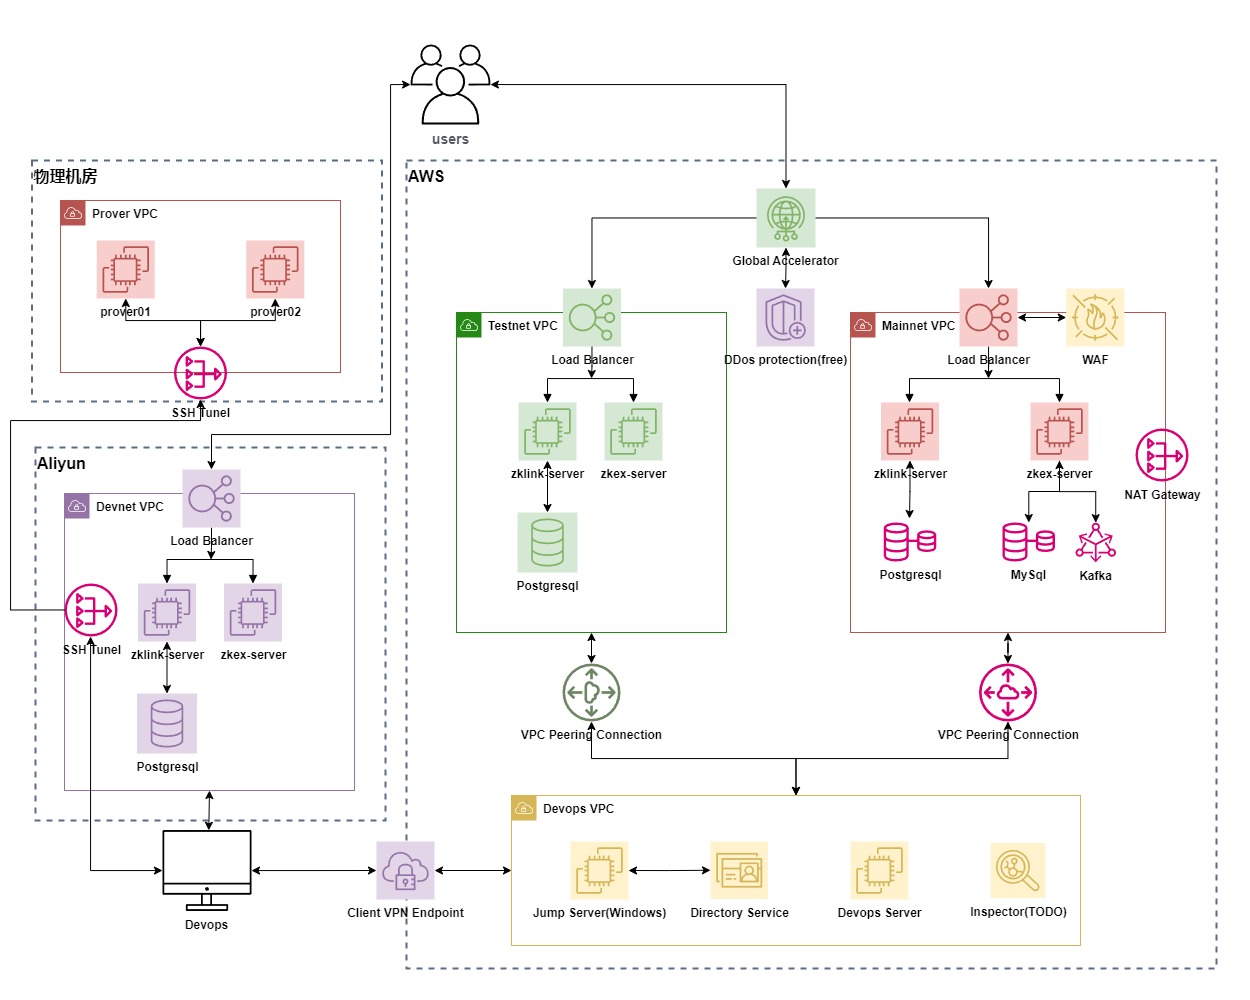 users
物理机房
Prover VPC
prover01
prover02
SSH Tunel
Aliyun
Devnet VPC
Load Balancer
SSH Tunel
zklink-server
zkex-server
Postgresql
Devops
Client VPN Endpoint
AWS
Global Accelerator
DDos protection(free)
Testnet VPC
Load Balancer
zklink-server
zkex-server
Postgresql
Mainnet VPC
Load Balancer
WAF
zklink-server
zkex-server
NAT Gateway
Postgresql
MySql
Kafka
VPC Peering Connection
VPC Peering Connection
Devops VPC
Jump Server(Windows)
Directory Service
Devops Server
Inspector(TODO)